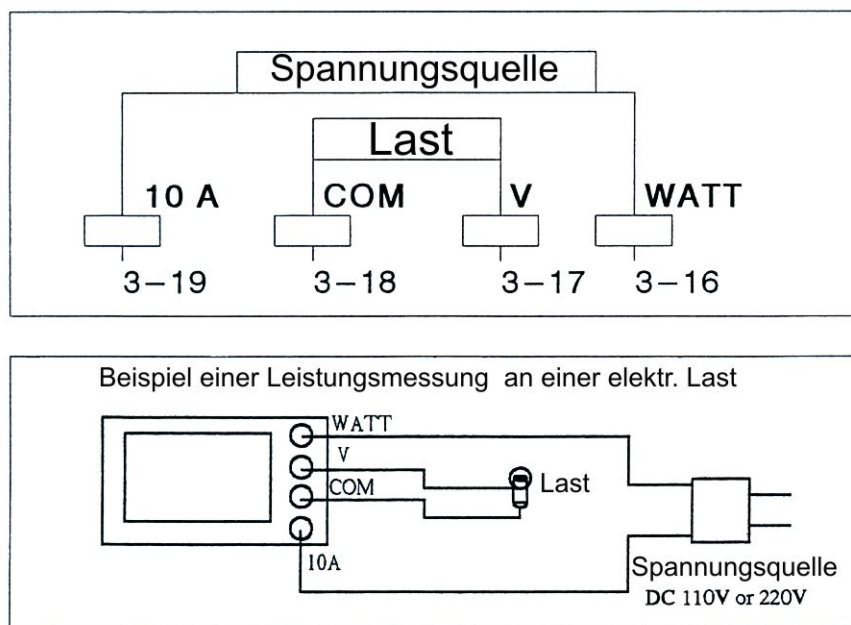 Spannungsquelle
Last
10 A COM V WATT
3-19 3-18 3-17 3-16
Beispiel einer Leistungsmessung an einer elektr. Last
WATT
V
COM
Last
10A
Spannungsquelle
DC 110V or 220V